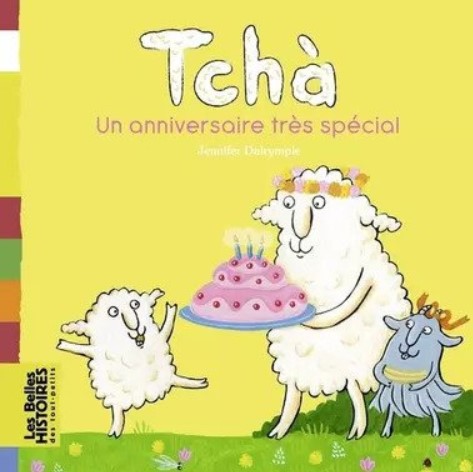 Tchà
Un anniversaire très spécial
Jennifer Dalrymple
Les Belles
HISTOIRES
des tout-petits